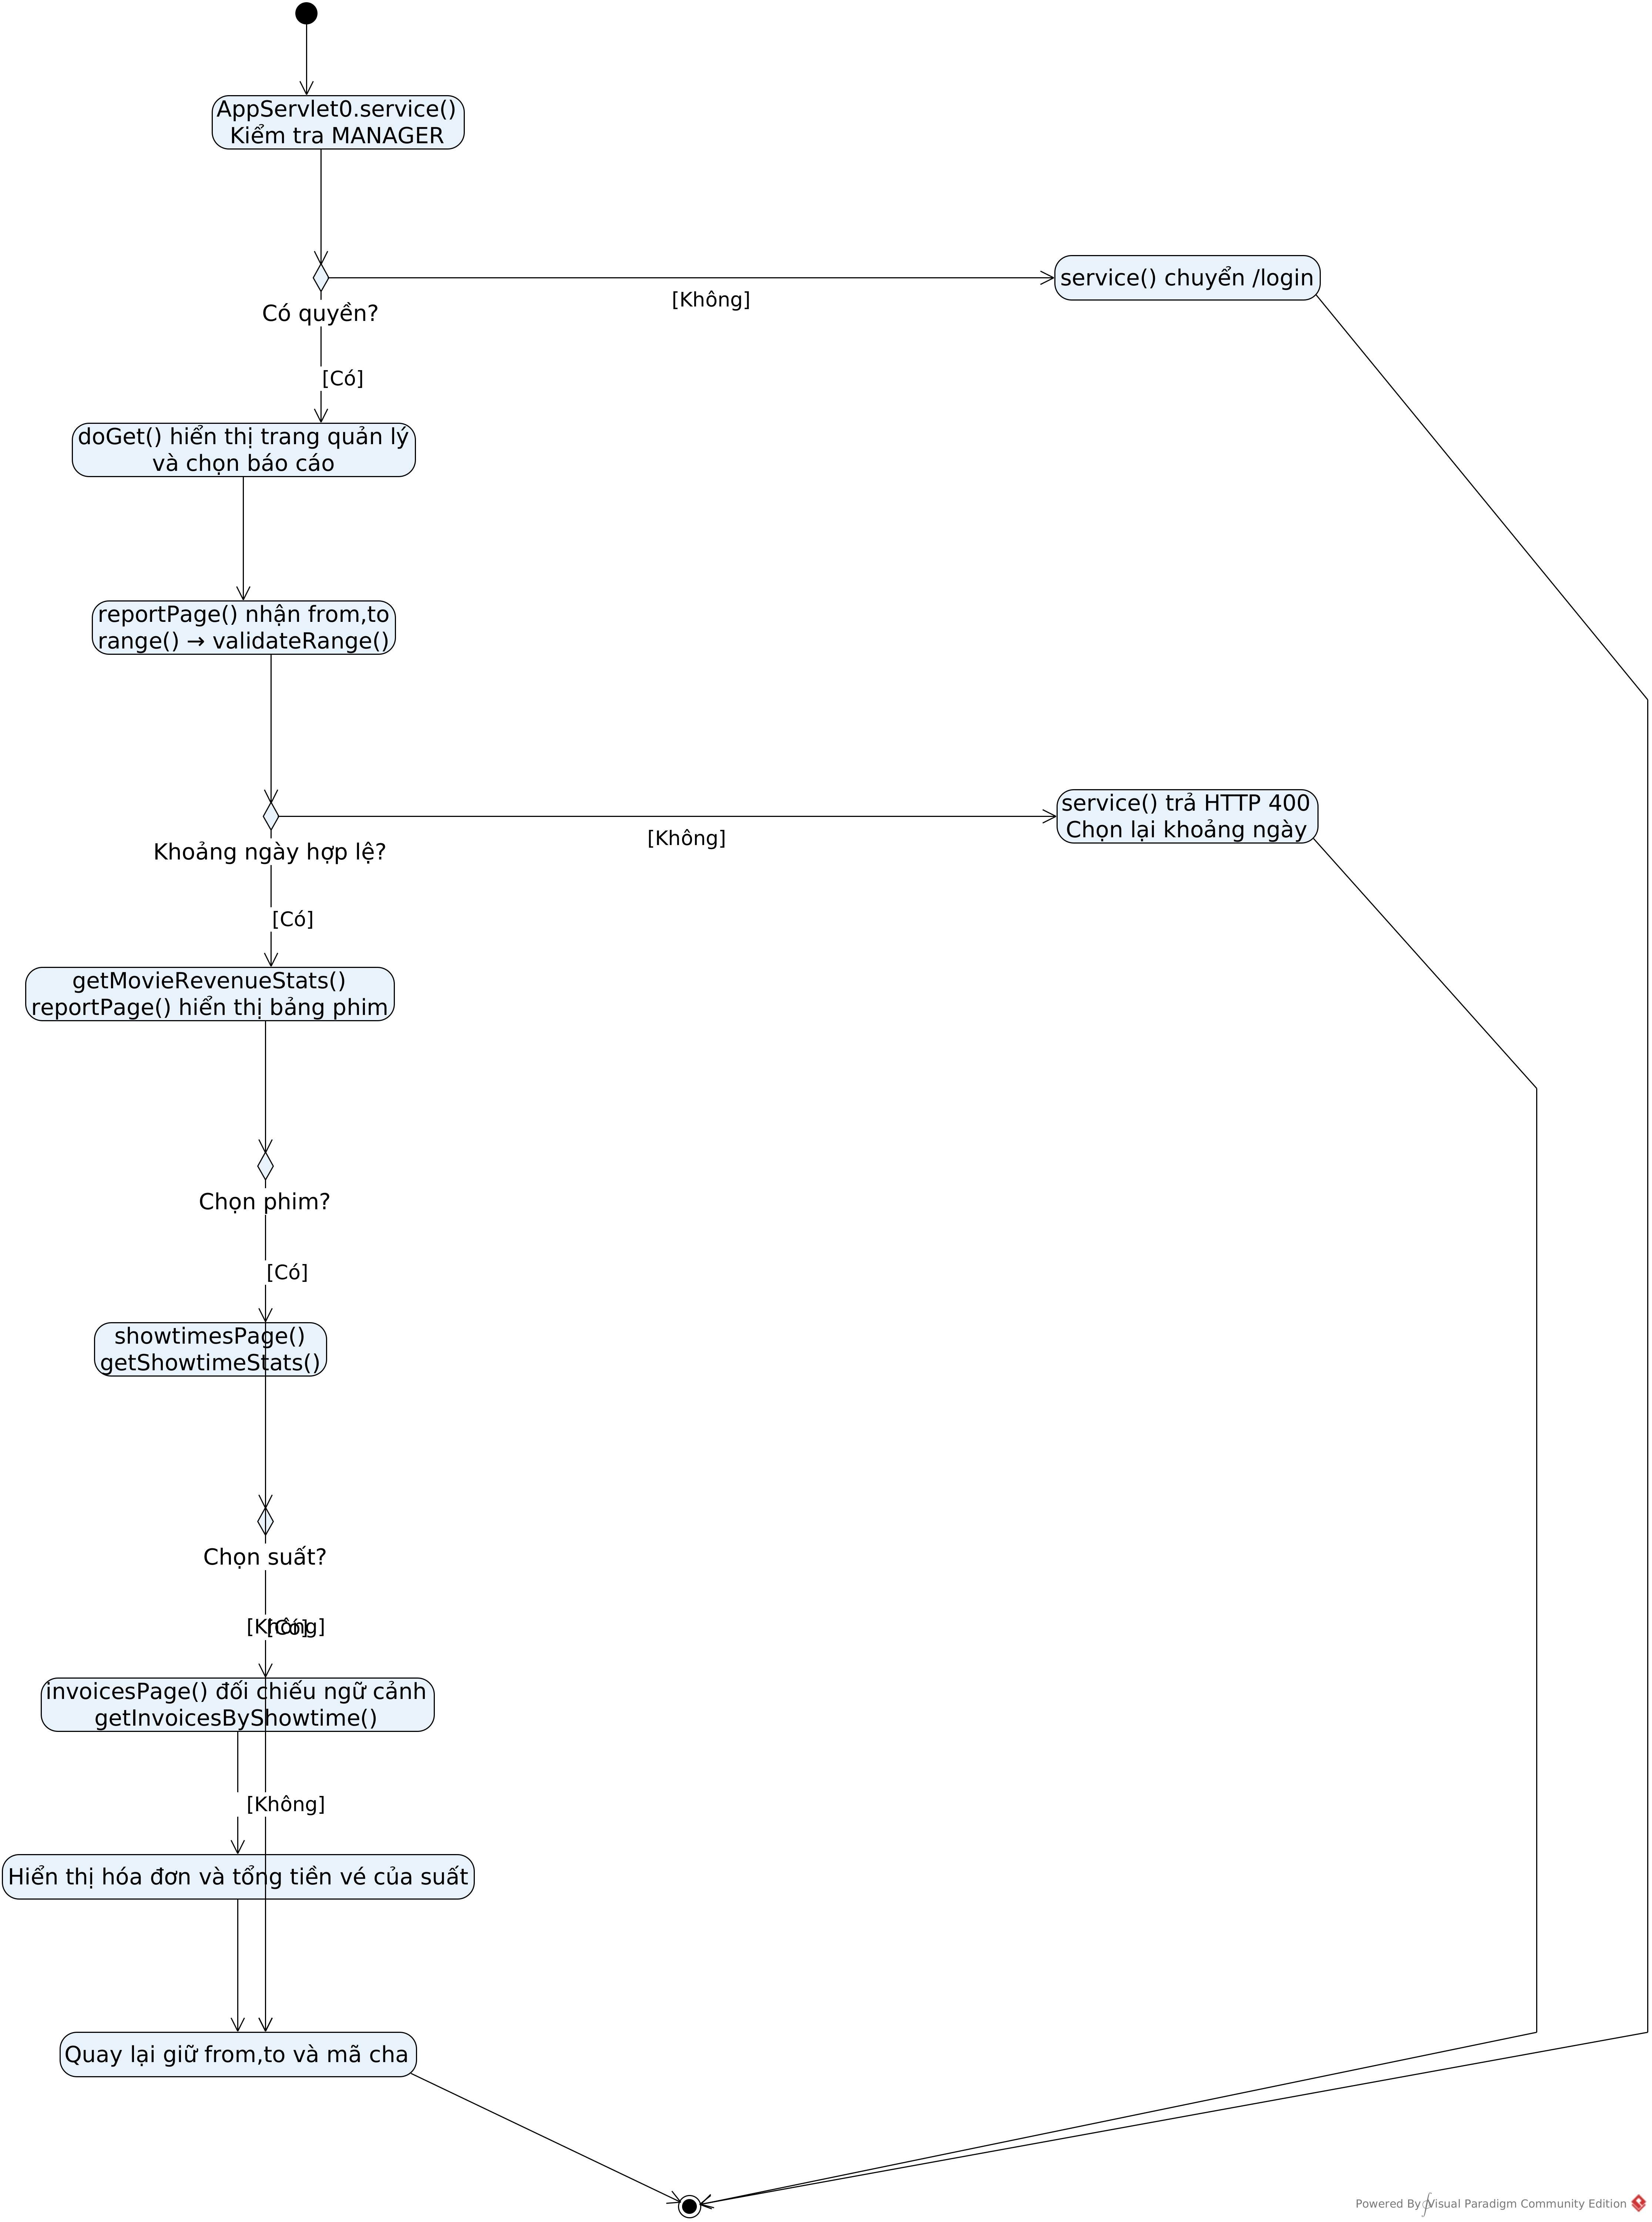 AppServlet0.service()
Kiểm tra MANAGER
service() chuyển /login
[Không]
Có quyền?
[Có]
doGet() hiển thị trang quản lý
và chọn báo cáo
reportPage() nhận from,to
range() → validateRange()
service() trả HTTP 400
Chọn lại khoảng ngày
[Không]
Khoảng ngày hợp lệ?
[Có]
getMovieRevenueStats()
reportPage() hiển thị bảng phim
Chọn phim?
[Có]
showtimesPage()
getShowtimeStats()
Chọn suất?
[Không]
[Có]
invoicesPage() đối chiếu ngữ cảnh
getInvoicesByShowtime()
[Không]
Hiển thị hóa đơn và tổng tiền vé của suất
Quay lại giữ from,to và mã cha
Powered By Visual Paradigm Community Edition